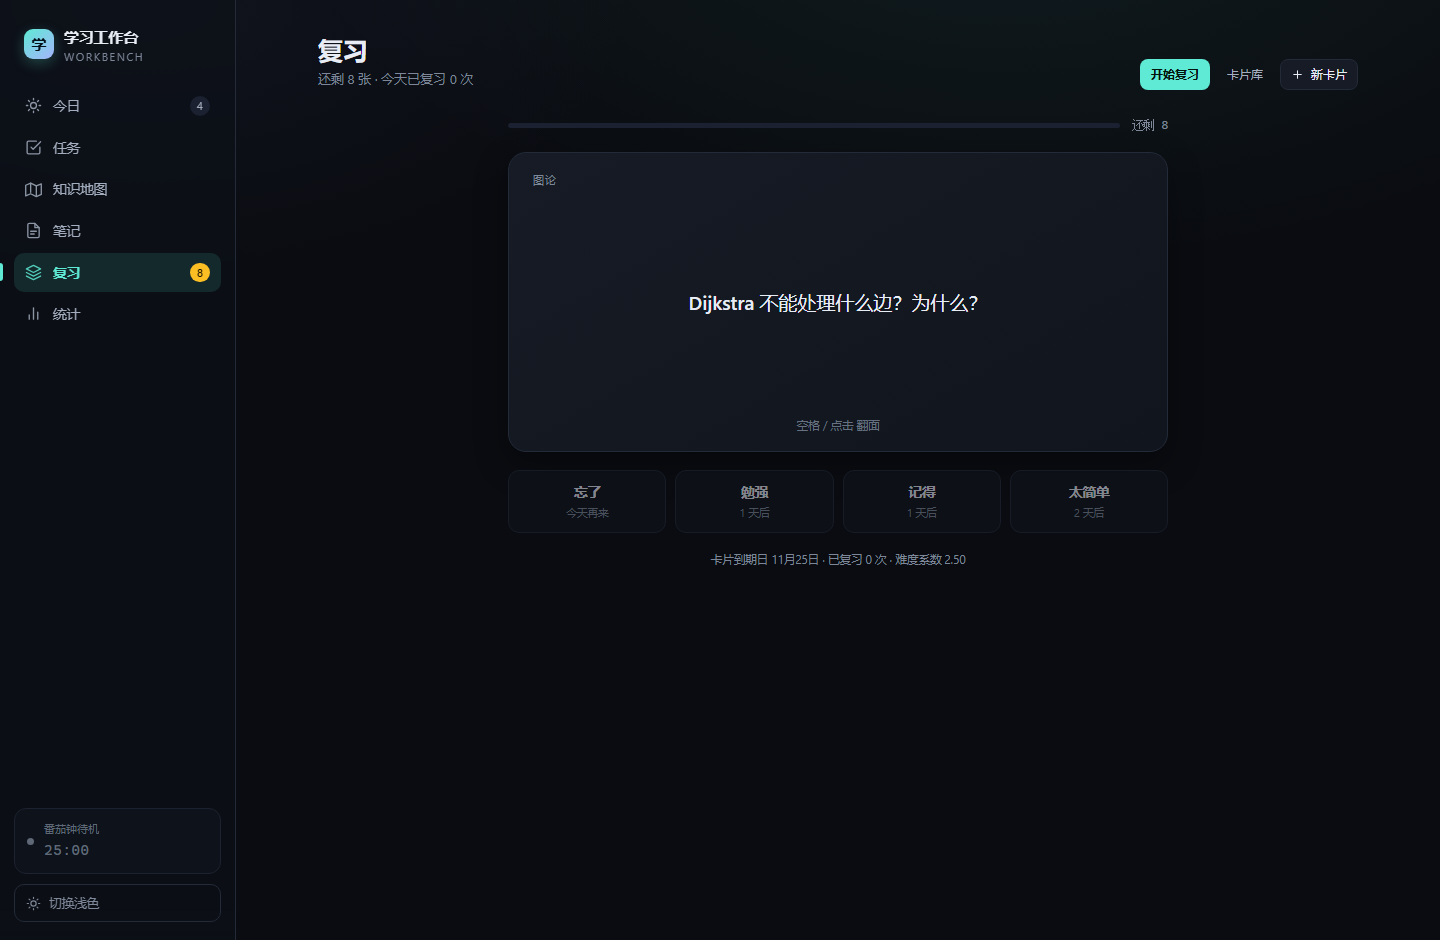 学
学习工作台
WORKBENCH
今日 4
任务
知识地图
笔记
复习 8
统计
番茄钟待机
25:00
切换浅色
复习
还剩 8 张 · 今天已复习 0 次
开始复习
卡片库
+ 新卡片
还剩 8
图论
Dijkstra 不能处理什么边？为什么？
空格 / 点击 翻面
忘了
今天再来
勉强
1 天后
记得
1 天后
太简单
2 天后
卡片到期日 11月25日 · 已复习 0 次 · 难度系数 2.50